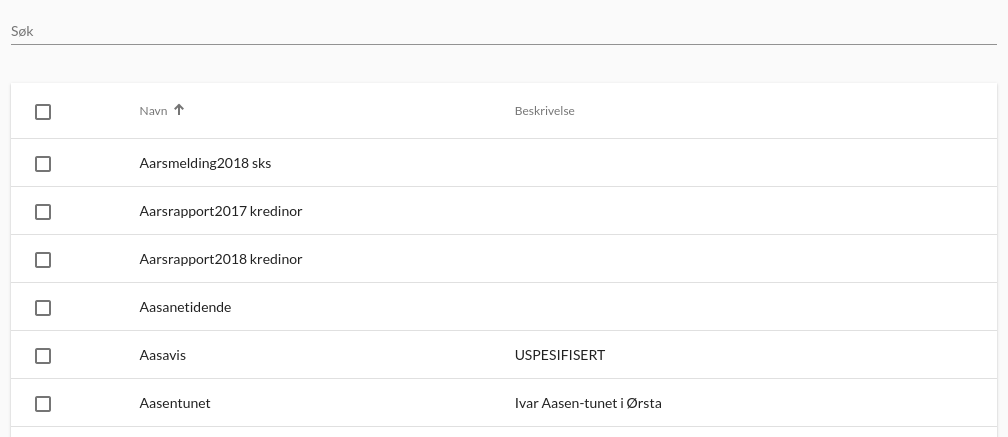 Søk
Navn Beskrivelse
Aarsmelding2018 sks
Aarsrapport2017 kredinor
Aarsrapport2018 kredinor
Aasanetidende
Aasavis USPESIFISERT
Aasentunet Ivar Aasen-tunet i Ørsta